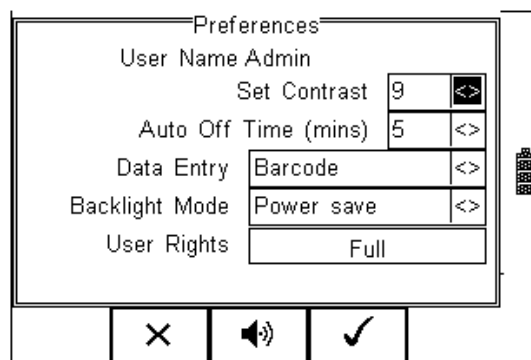 Preferences
User Name Admin
Set Contrast 9 <>
Auto Off Time (mins) 5 <>
Data Entry Barcode <>
Backlight Mode Power save <>
User Rights Full